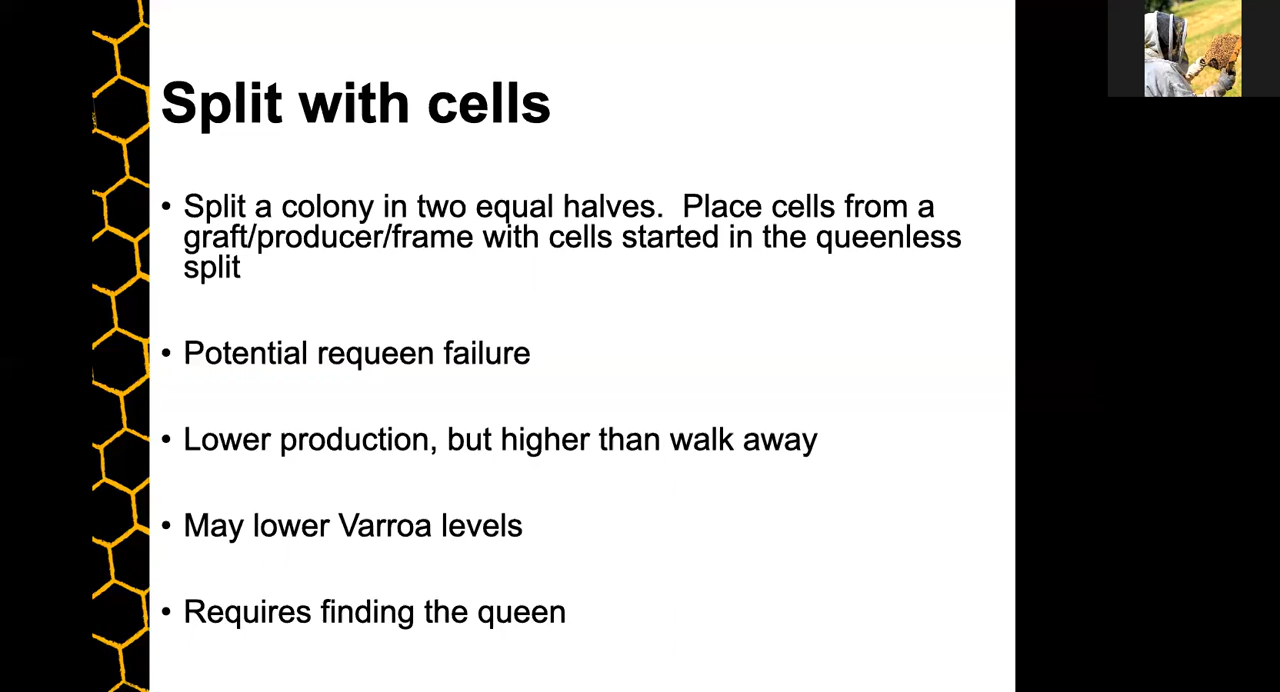 Split with cells
• Split a colony in two equal halves.  Place cells from a
graft/producer/frame with cells started in the queenless
split
• Potential requeen failure
• Lower production, but higher than walk away
• May lower Varroa levels
• Requires finding the queen